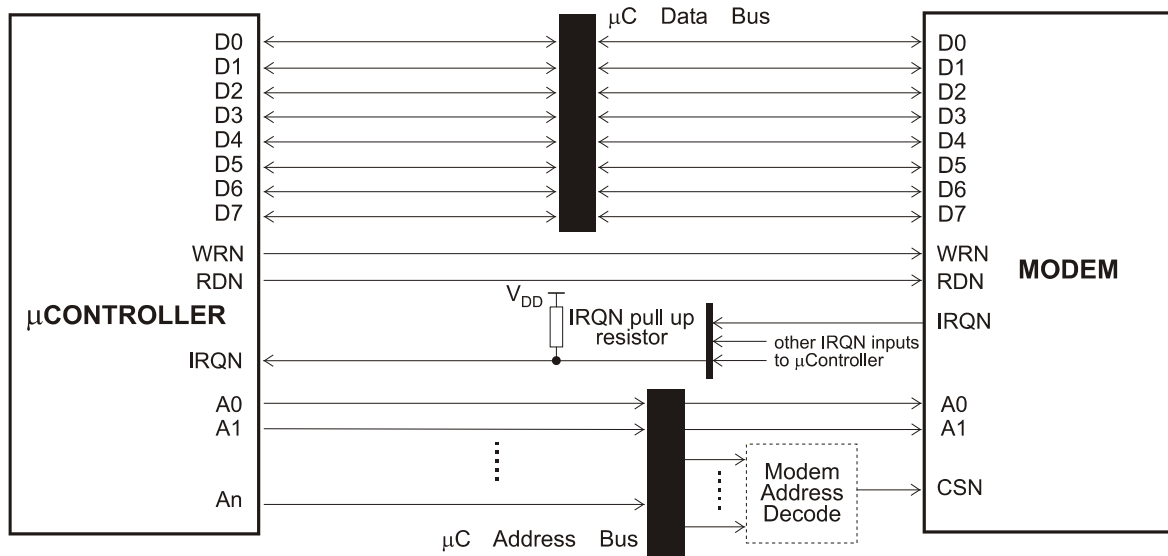 µC Data Bus
D0
D1
D2
D3
D4
D5
D6
D7
WRN
RDN
µCONTROLLER
IRQN
A0
A1
An
VDD
IRQN pull up
resistor
other IRQN inputs
to µController
Modem
Address
Decode
µC Address Bus
D0
D1
D2
D3
D4
D5
D6
D7
WRN
RDN
MODEM
IRQN
A0
A1
CSN